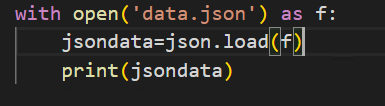 with open('data.json') as f:
    jsondata=json.load(f)
    print(jsondata)